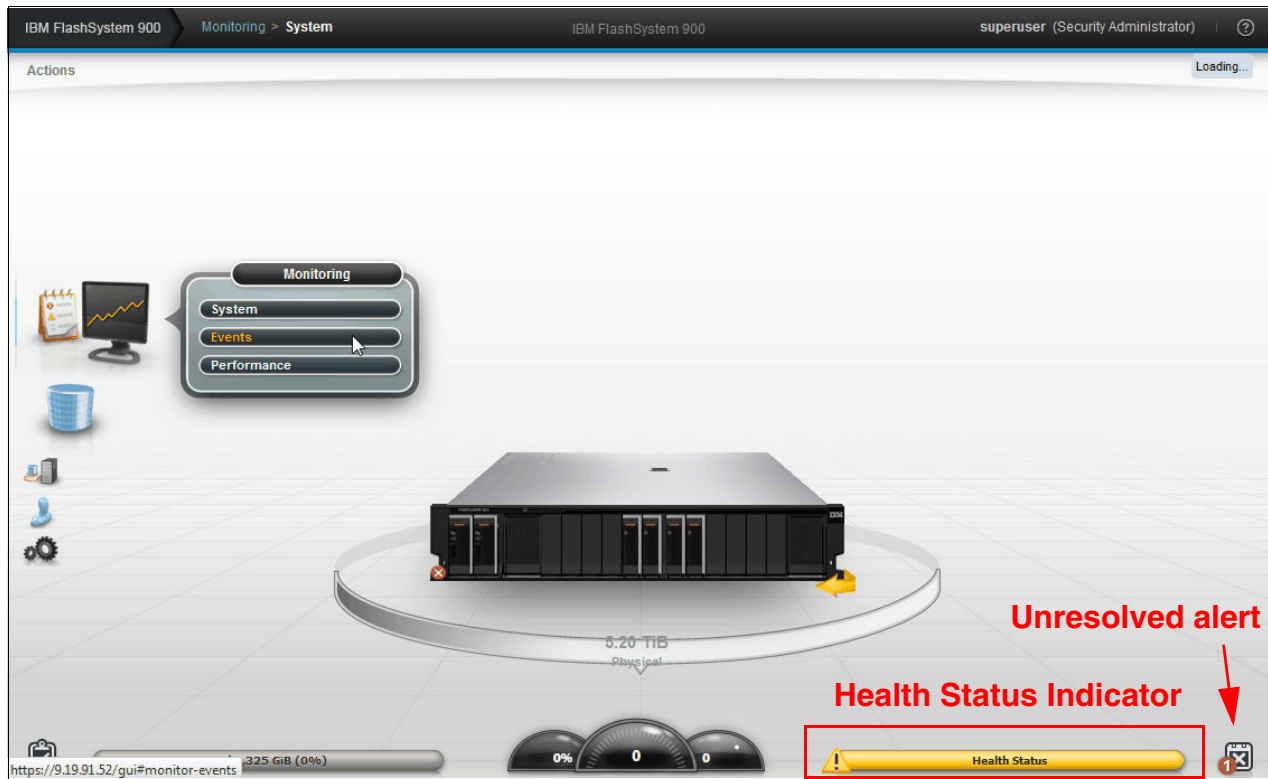 IBM FlashSystem 900
Monitoring > System
IBM FlashSystem 900
superuser (Security Administrator)
?
Actions
Loading...
Monitoring
System
Events
Performance
IBM
5.20 TiB
Physical
Unresolved alert
Health Status Indicator
,325 GiB (0%)
0%
0
0
Health Status
1
https://9.19.91.52/gui#monitor-events